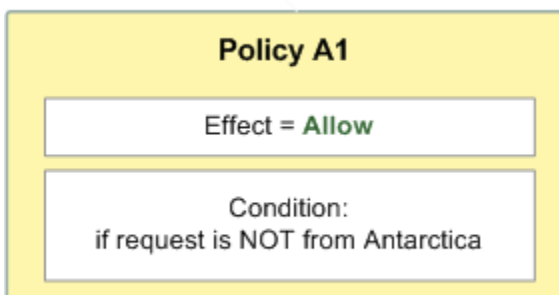 Policy A1
Effect = Allow
Condition:
if request is NOT from Antarctica